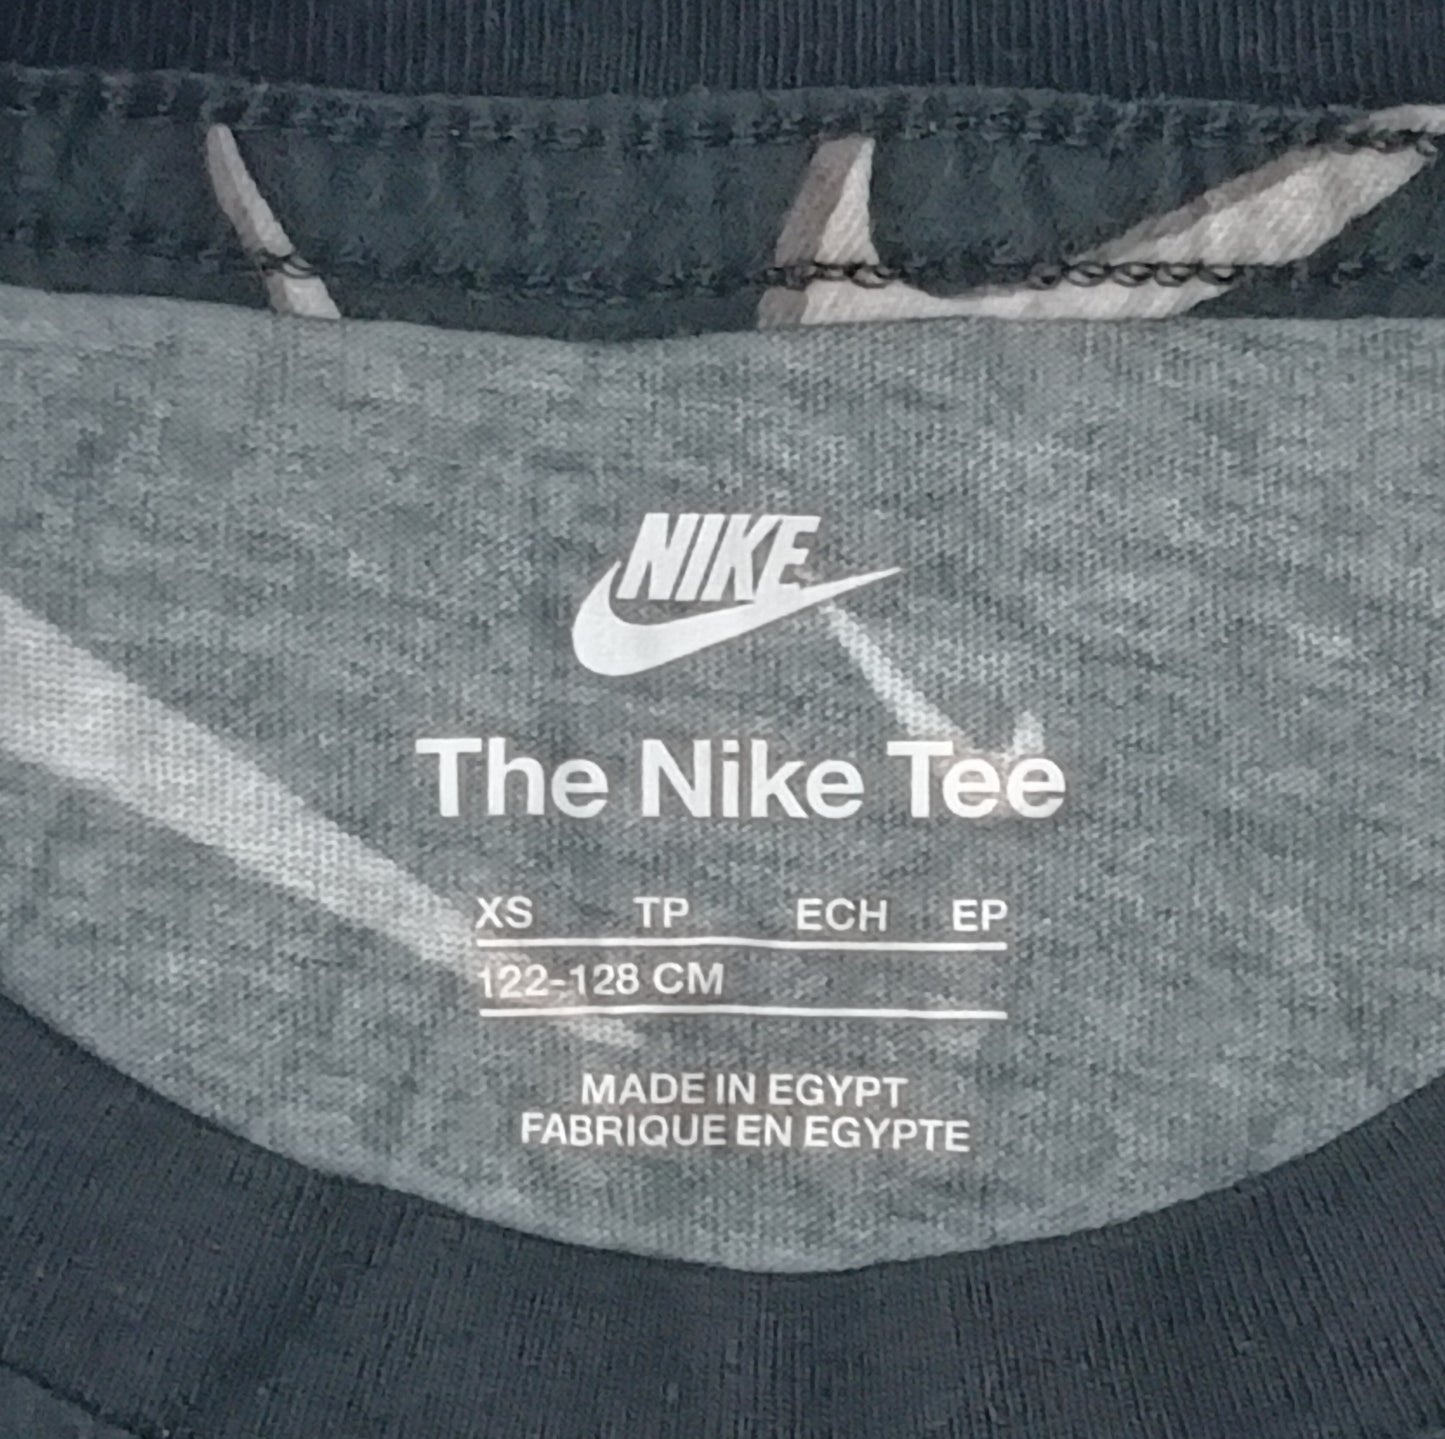 NIKE
The Nike Tee
XS TP ECH EP
122-128 CM
MADE IN EGYPT
FABRIQUE EN EGYPTE